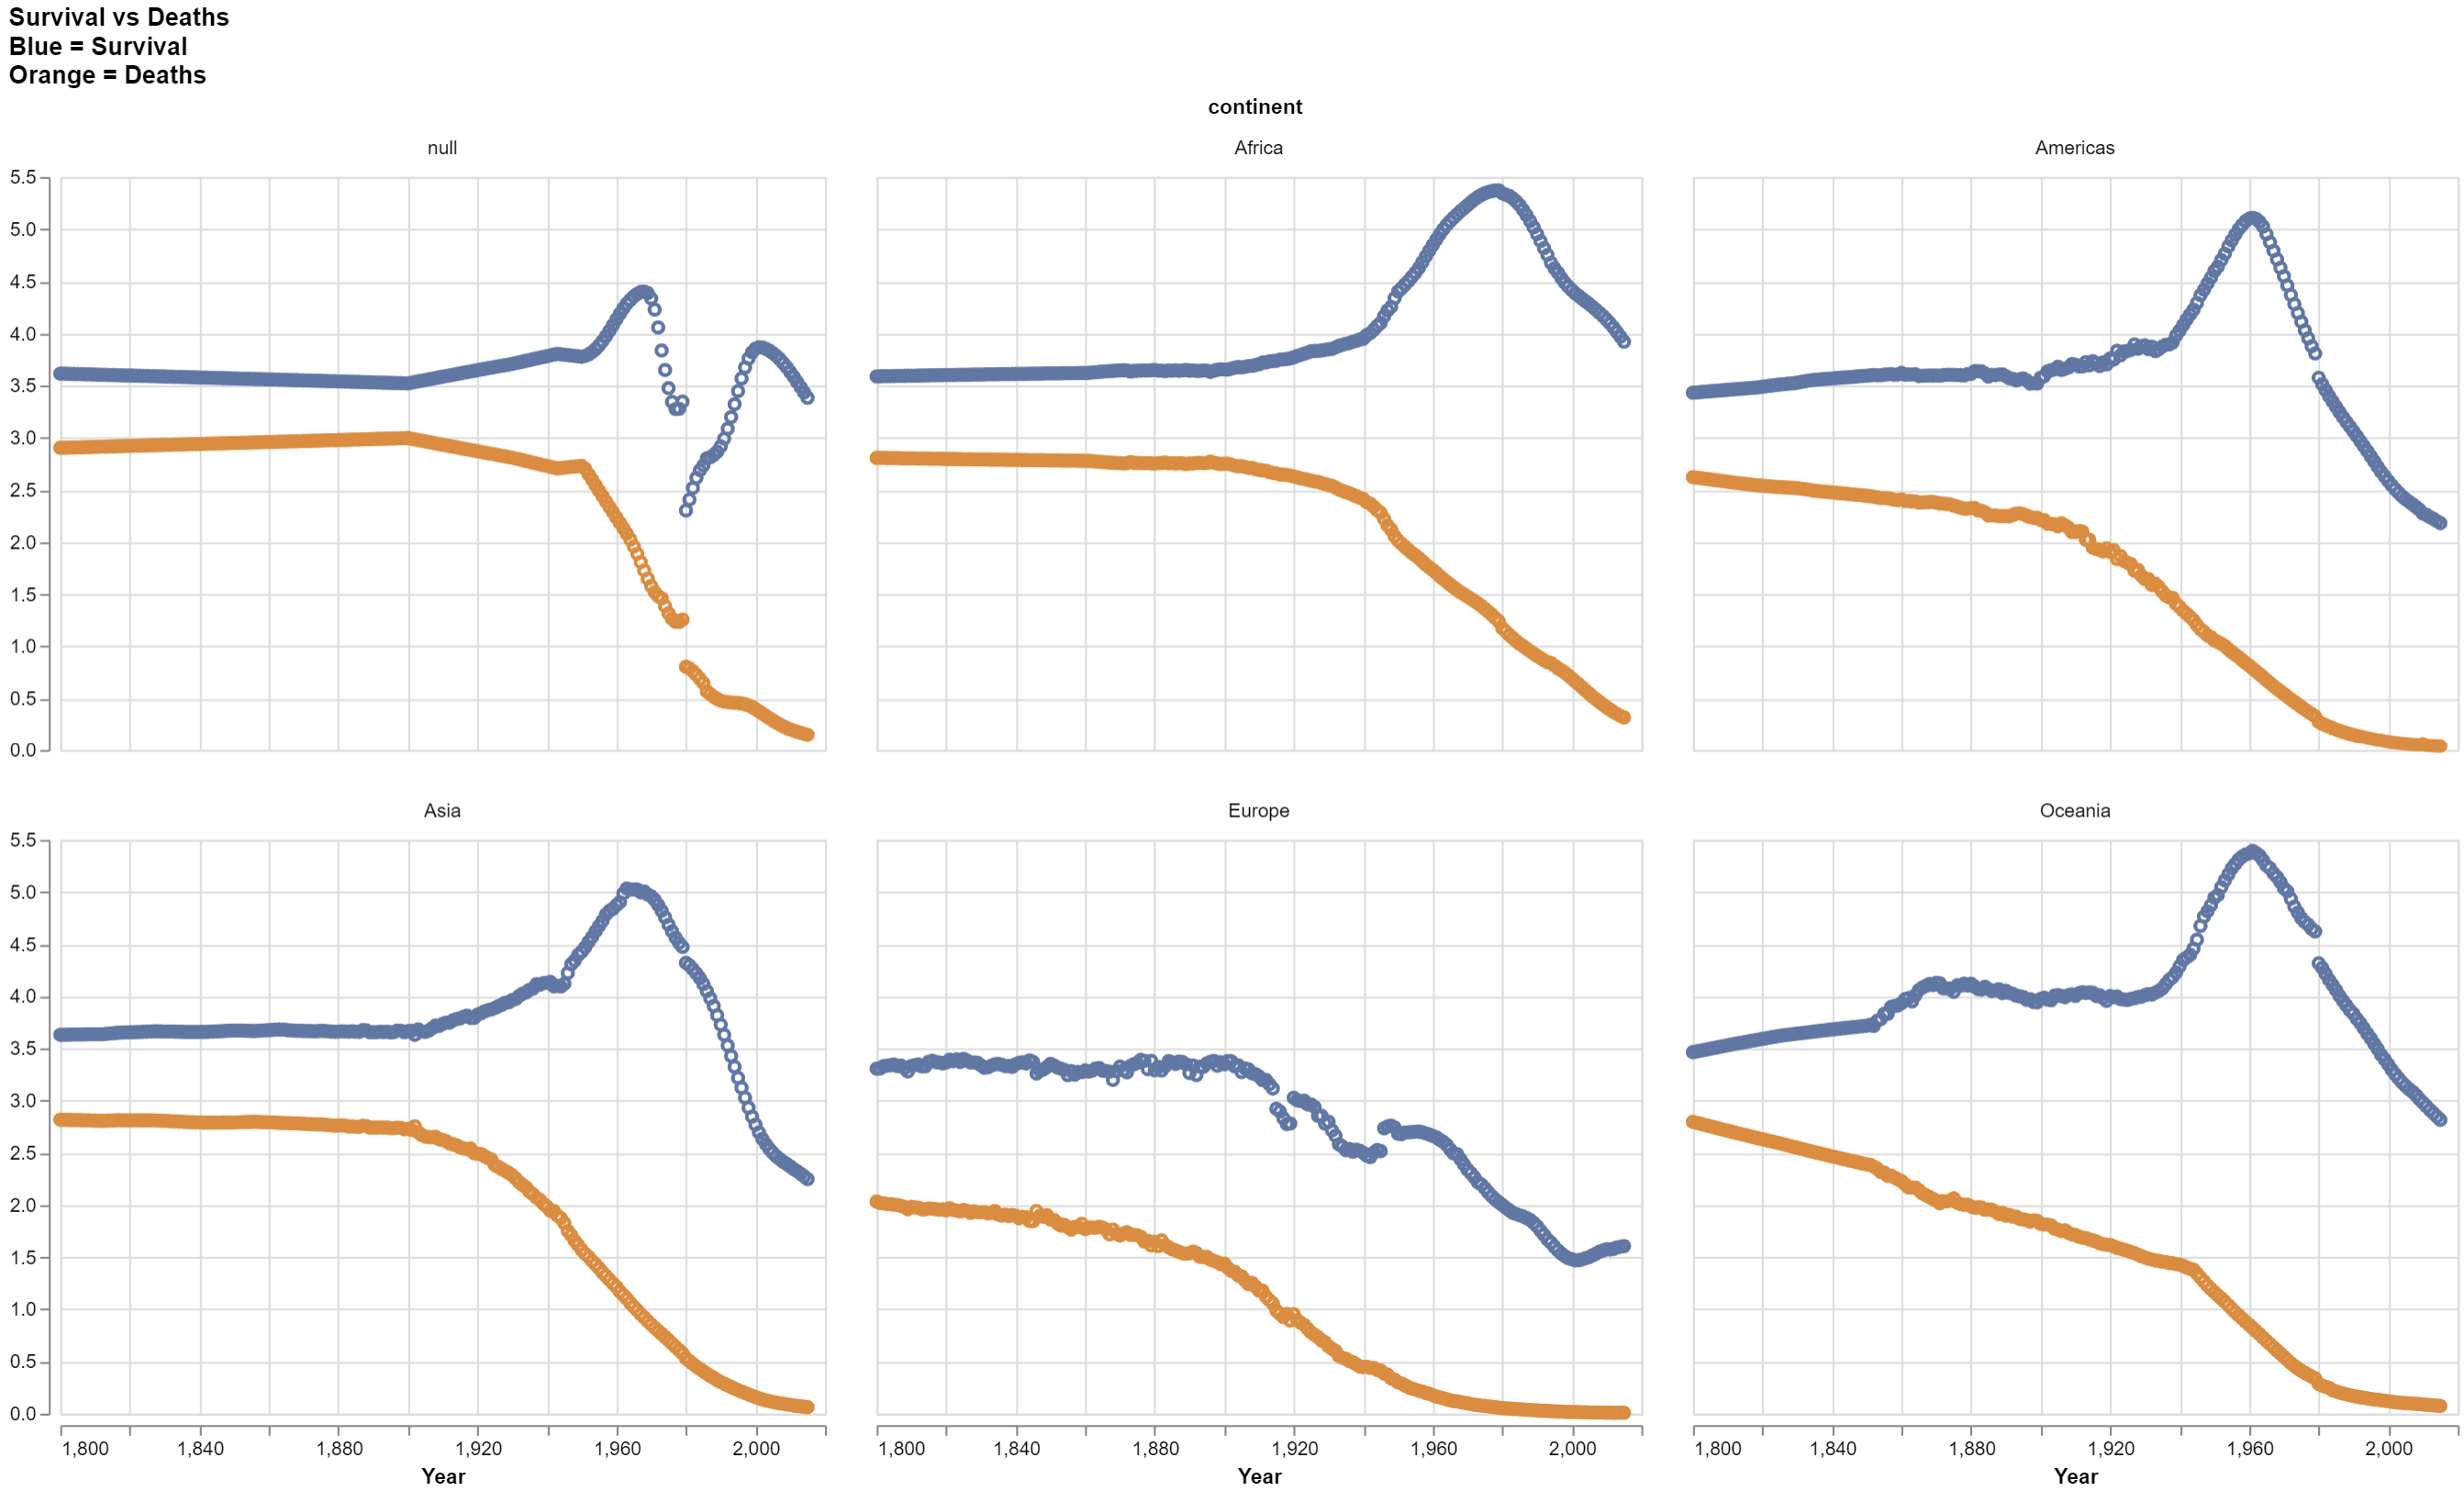 Survival vs Deaths
Blue = Survival
Orange = Deaths
continent
null
Africa
Americas
5.5
5.0
4.5
4.0
3.5
3.0
2.5
2.0
1.5
1.0
0.5
0.0
Asia
Europe
Oceania
5.5
5.0
4.5
4.0
3.5
3.0
2.5
2.0
1.5
1.0
0.5
0.0
1,800 1,840 1,880 1,920 1,960 2,000
1,800 1,840 1,880 1,920 1,960 2,000
1,800 1,840 1,880 1,920 1,960 2,000
Year
Year
Year